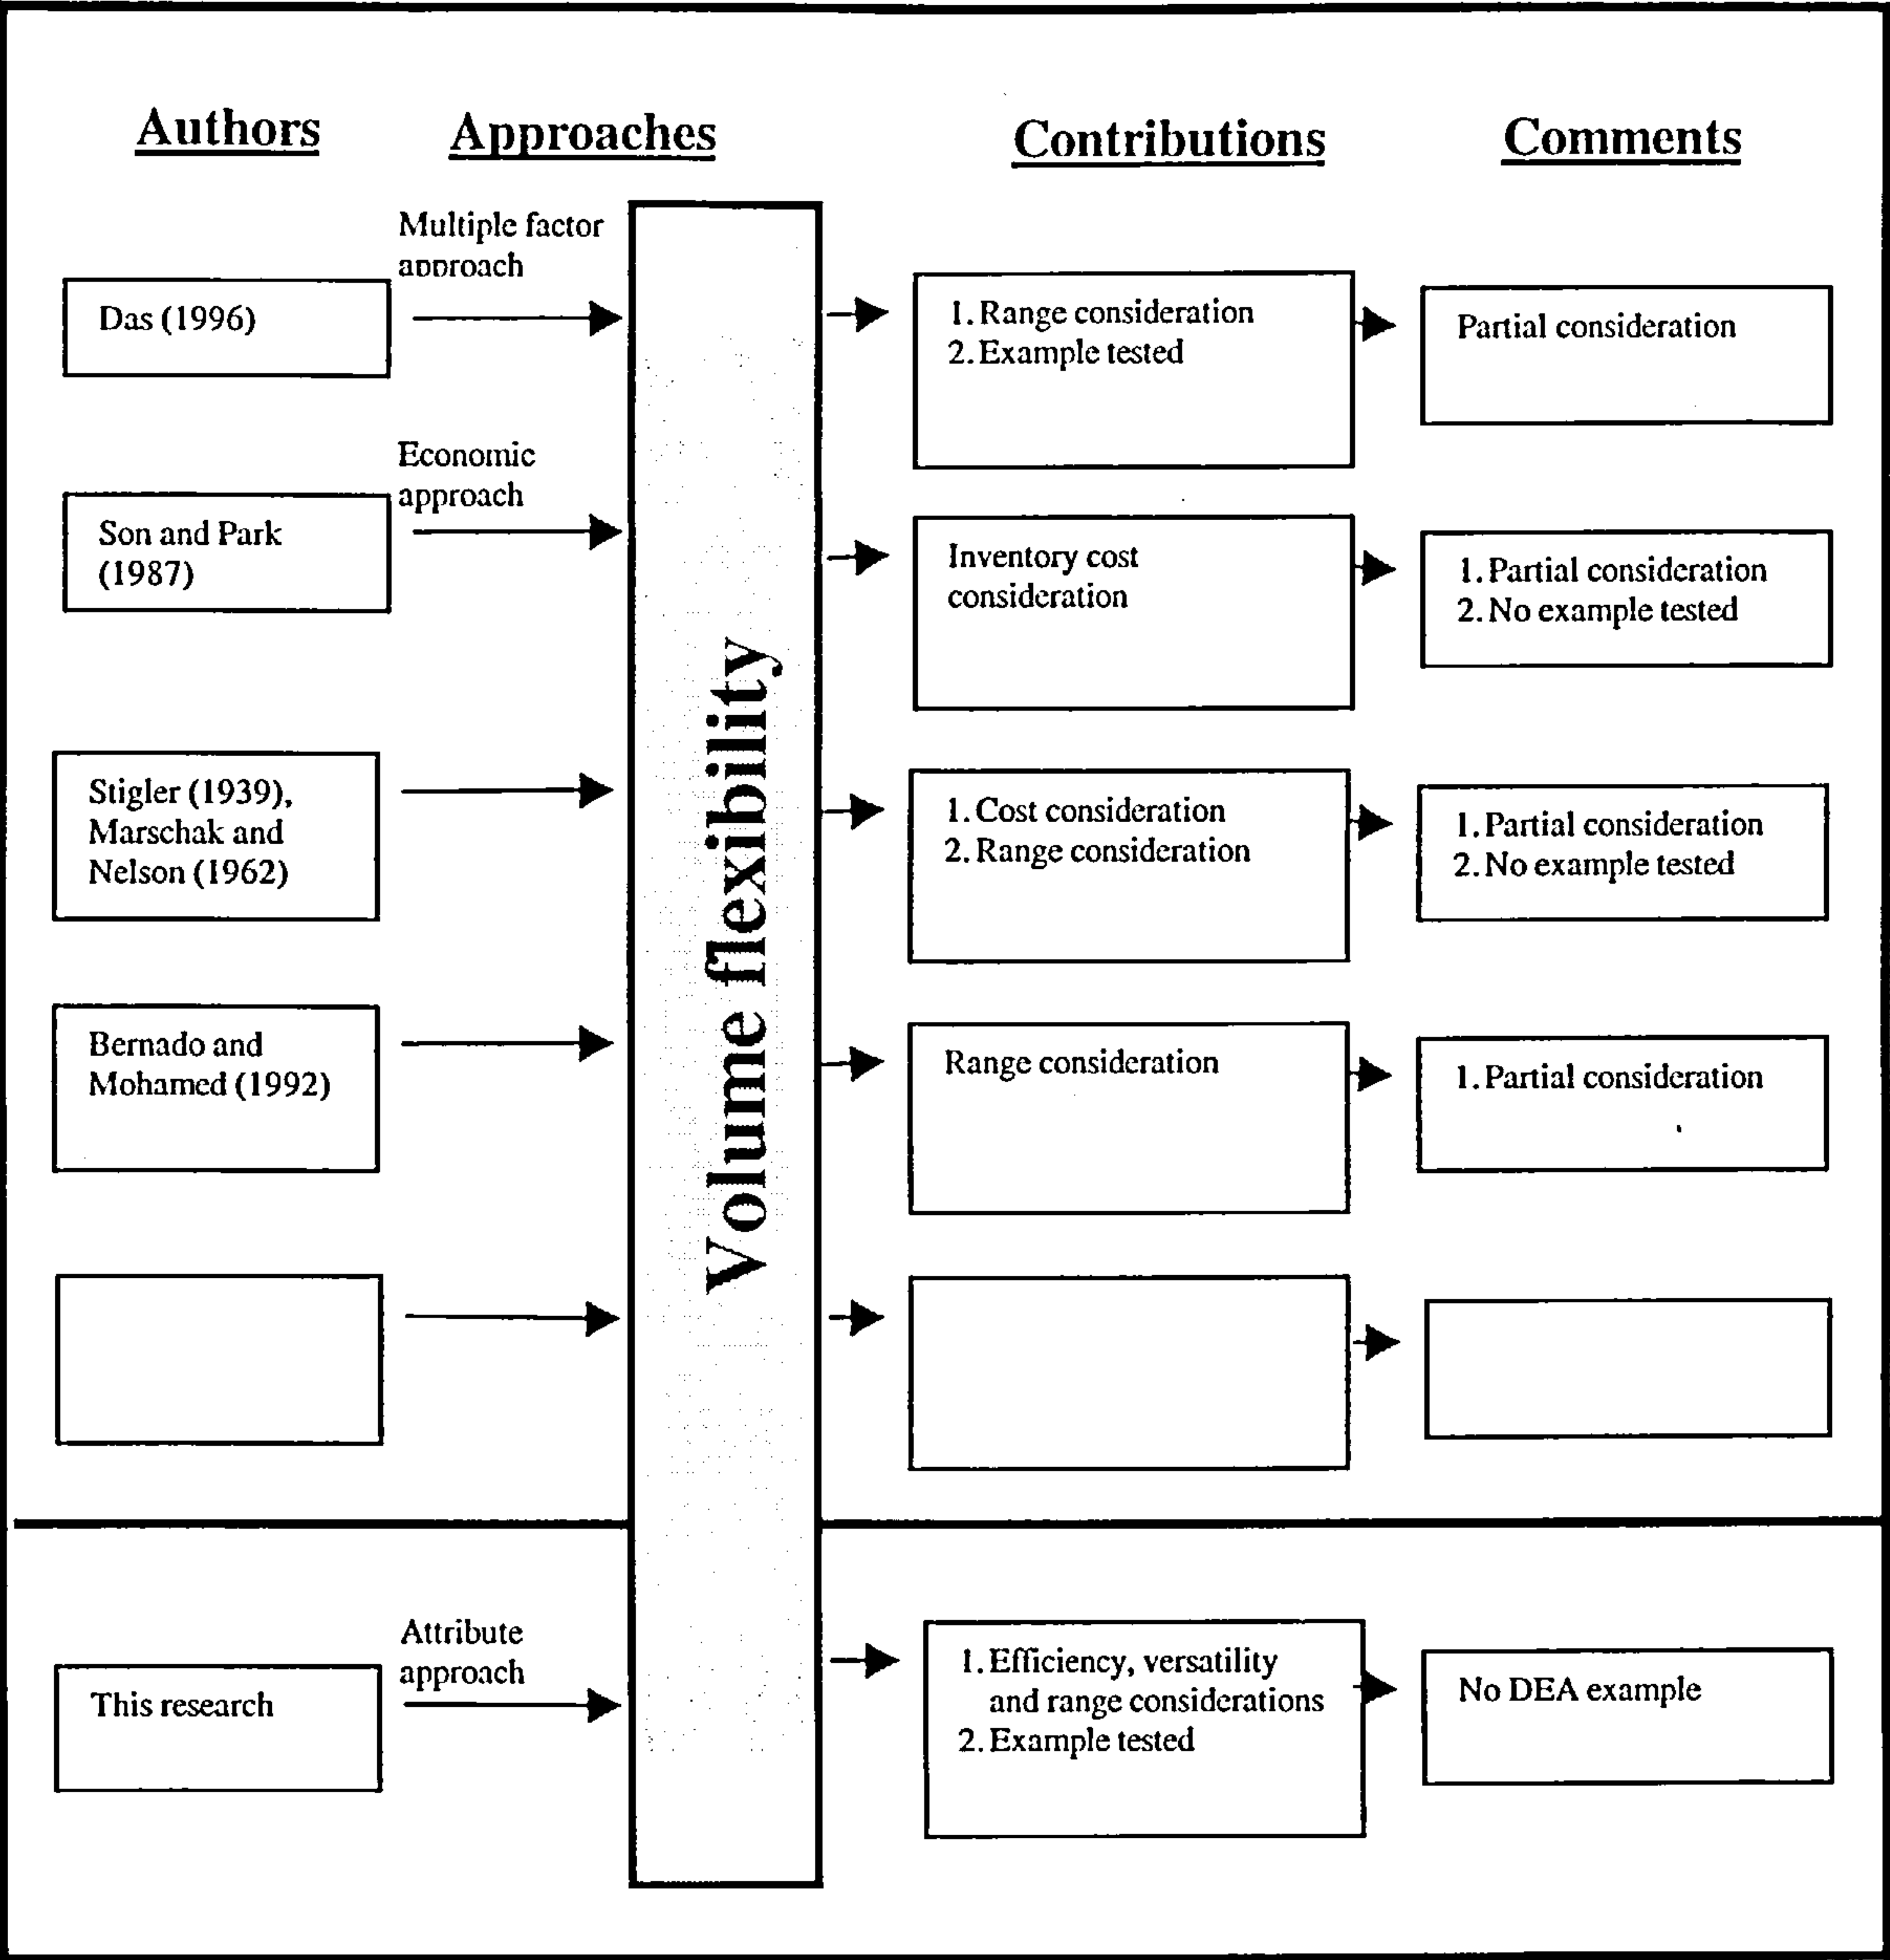 Authors
Approaches
Contributions
Comments
Multiple factor
approach
Das (1996)
1. Range consideration
2. Example tested
Partial consideration
Economic
approach
Son and Park
(1987)
Inventory cost
consideration
1. Partial consideration
2. No example tested
Stigler (1939),
Marschak and
Nelson (1962)
1. Cost consideration
2. Range consideration
1. Partial consideration
2. No example tested
Volume flexibility
Bernado and
Mohamed (1992)
Range consideration
1. Partial consideration
Attribute
approach
This research
1. Efficiency, versatility
and range considerations
2. Example tested
No DEA example